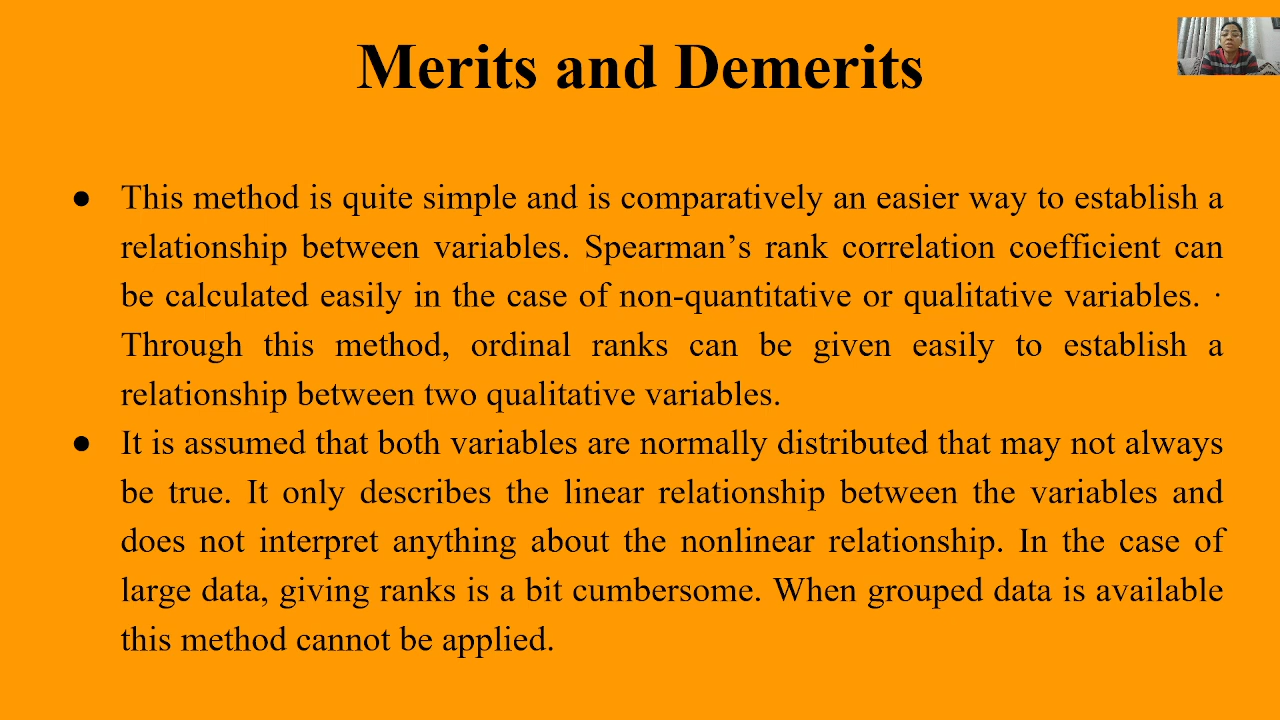 Merits and Demerits
● This method is quite simple and is comparatively an easier way to establish a
relationship between variables. Spearman’s rank correlation coefficient can
be calculated easily in the case of non-quantitative or qualitative variables. ·
Through this method, ordinal ranks can be given easily to establish a
relationship between two qualitative variables.
● It is assumed that both variables are normally distributed that may not always
be true. It only describes the linear relationship between the variables and
does not interpret anything about the nonlinear relationship. In the case of
large data, giving ranks is a bit cumbersome. When grouped data is available
this method cannot be applied.